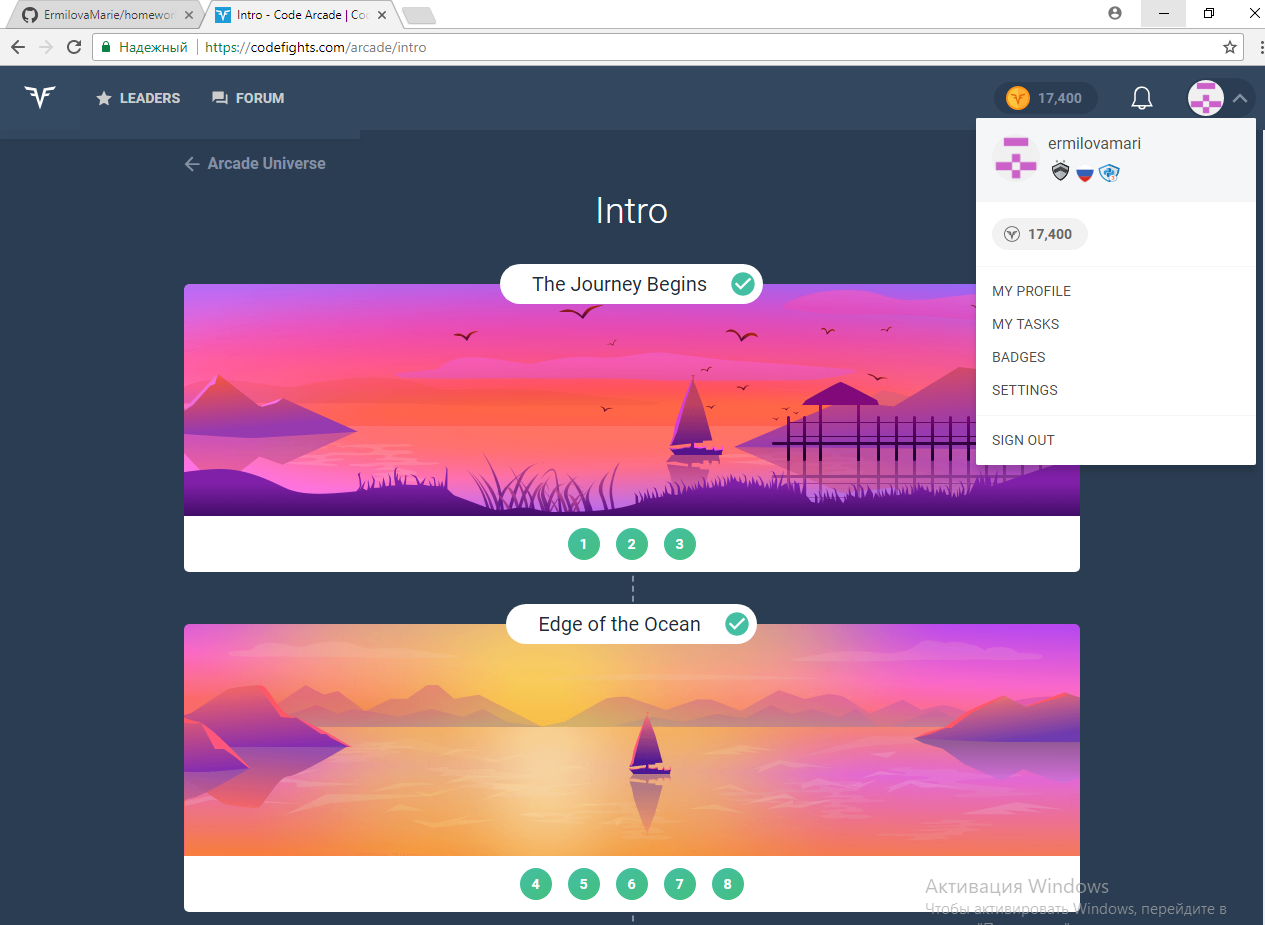 ErmilovaMarie/homewor
Intro - Code Arcade | Co
Надежный
https://codefights.com/arcade/intro
LEADERS
FORUM
17,400
ermilovamari
17,400
MY PROFILE
MY TASKS
BADGES
SETTINGS
SIGN OUT
Arcade Universe
Intro
The Journey Begins
1 2 3
Edge of the Ocean
4 5 6 7 8
Активация Windows
Чтобы активировать Windows, перейдите в